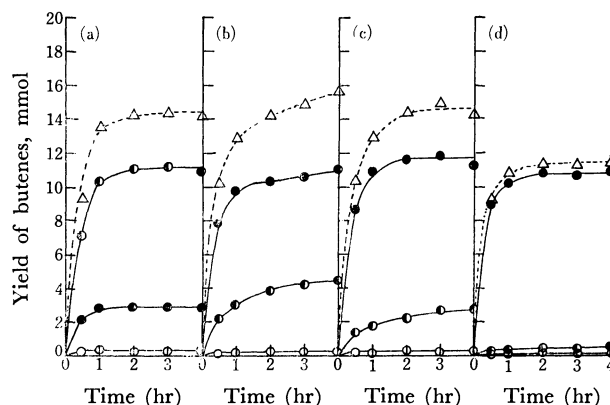 (a) (b) (c) (d)
Yield of butenes, mmol
20
18
16
14
12
10
8
6
4
2
0
0 1 2 3 0 1 2 3 0 1 2 3 0 1 2 3 4
Time (hr) Time (hr) Time (hr) Time (hr)